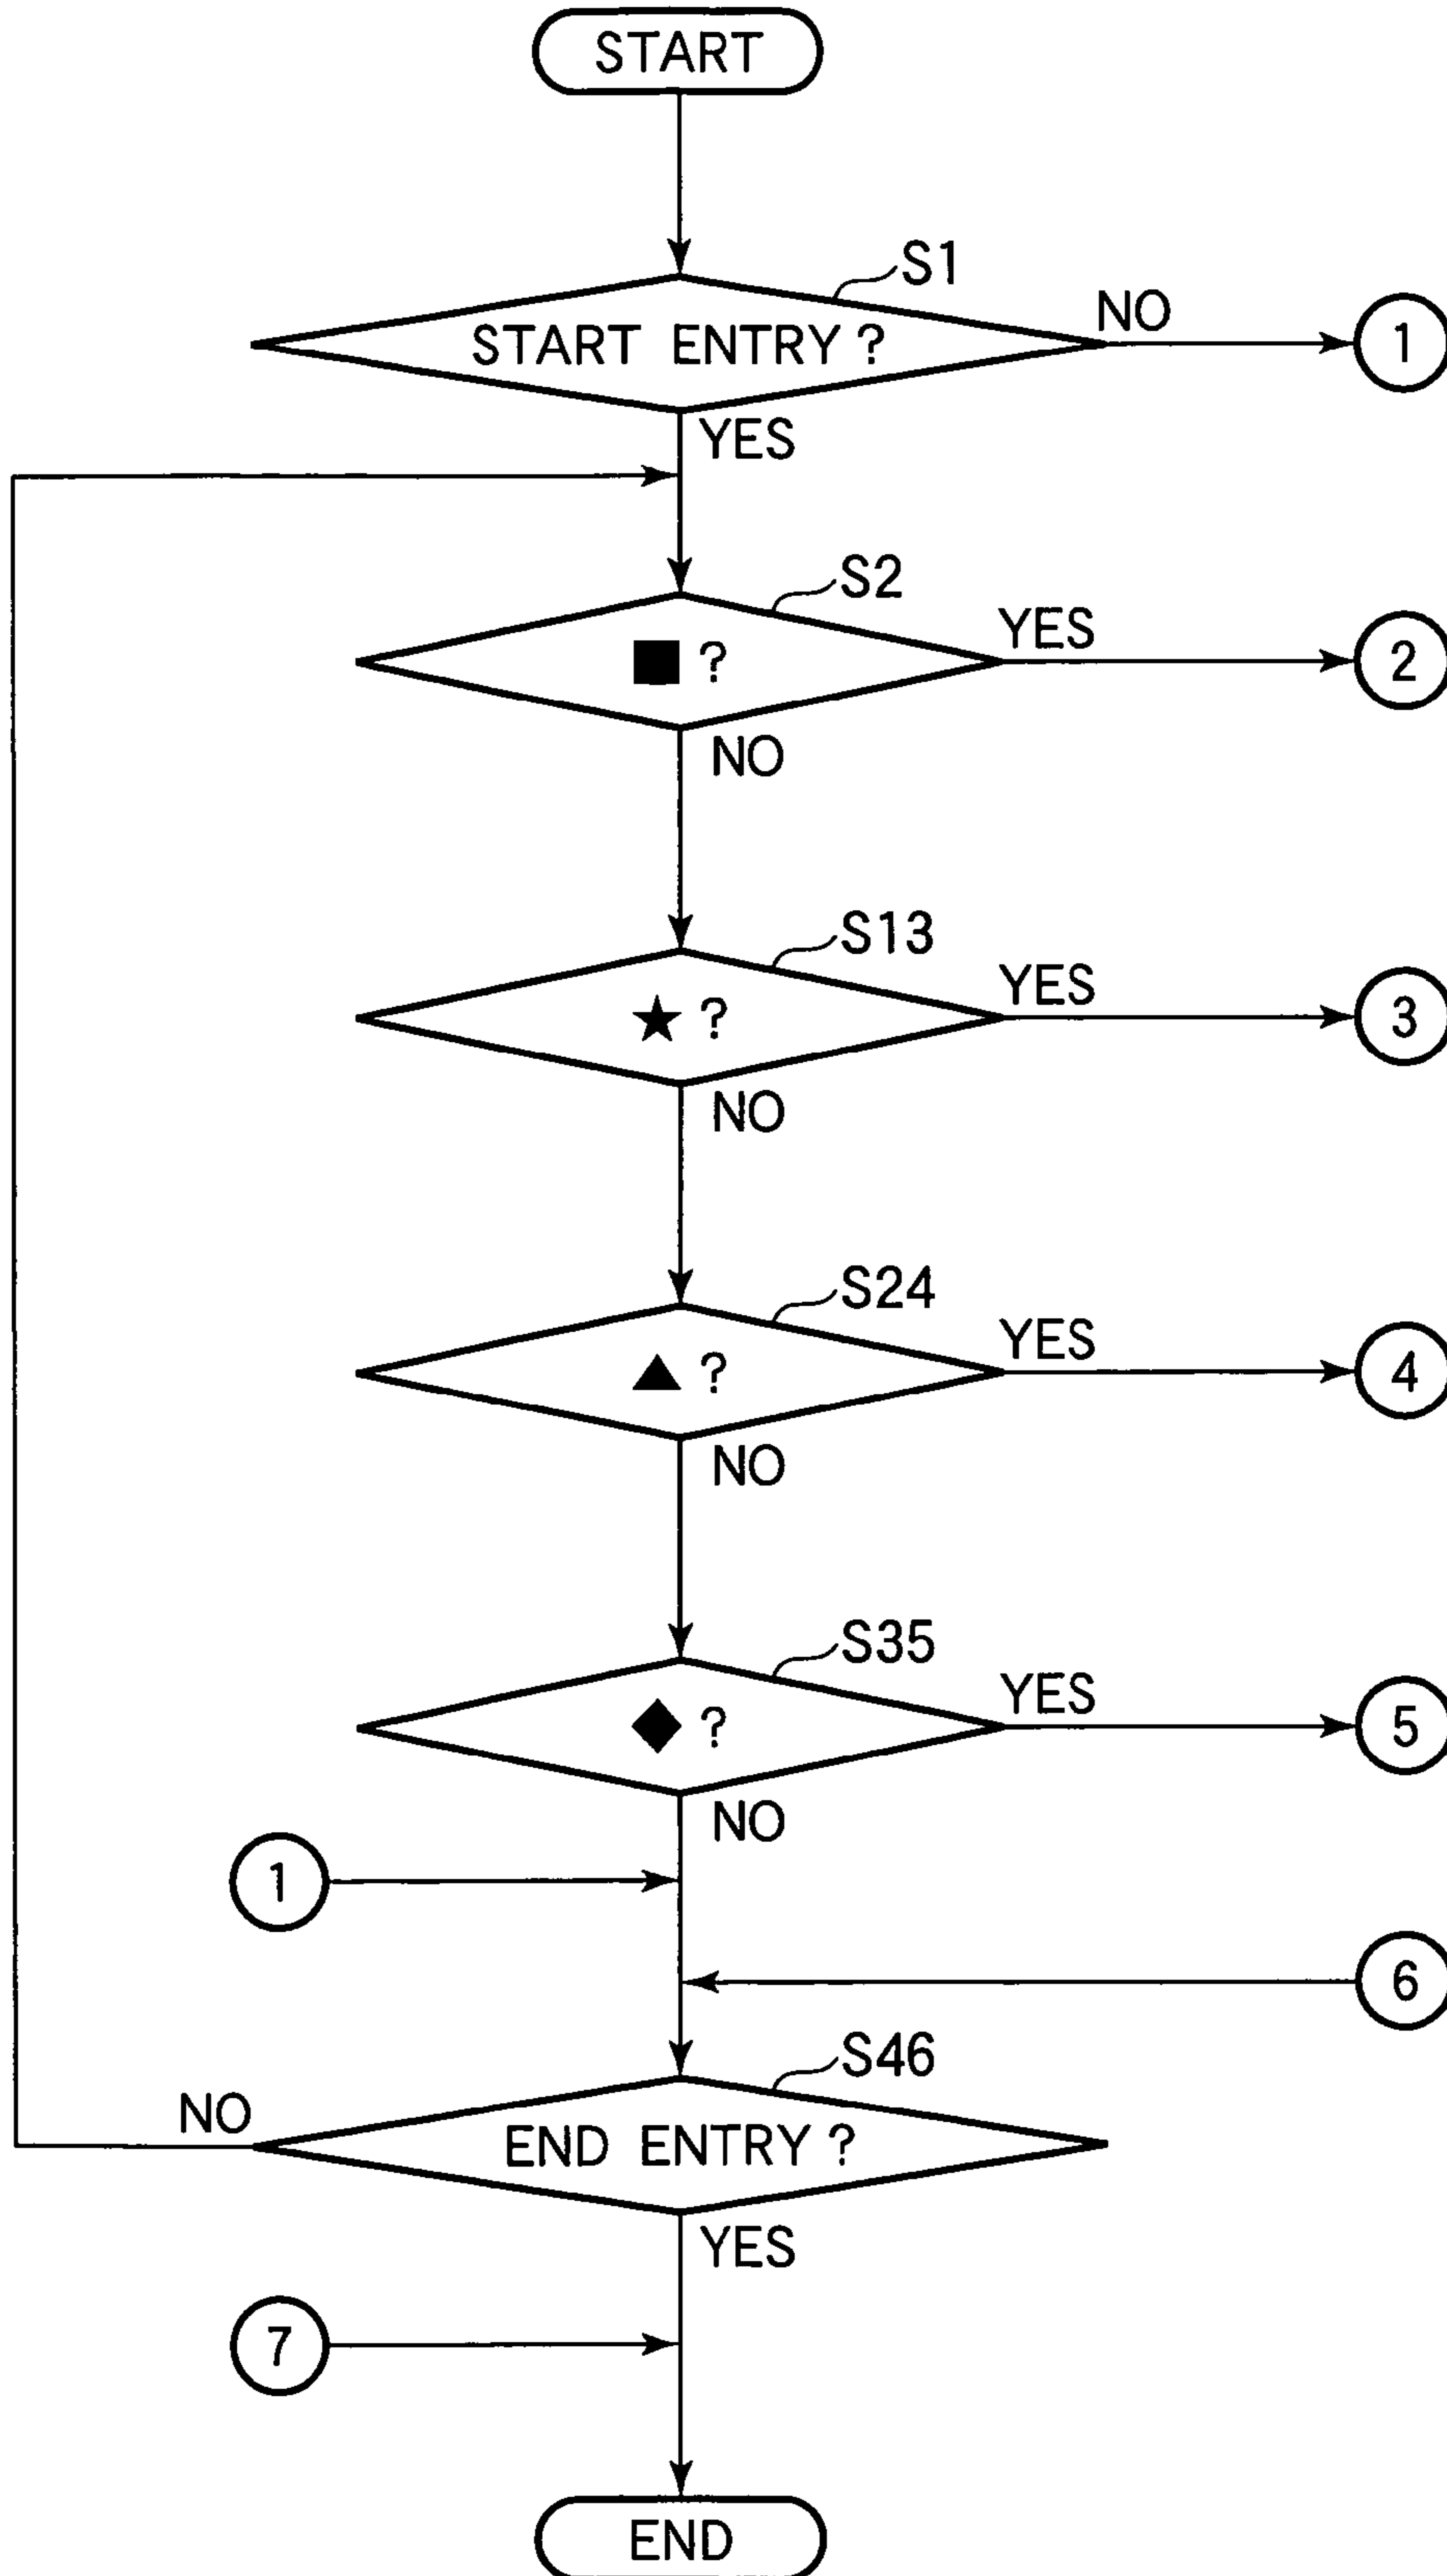 START
S1
START ENTRY ?
NO
1
YES
S2
■ ?
YES
2
NO
S13
★ ?
YES
3
NO
S24
▲ ?
YES
4
NO
S35
◆ ?
YES
5
NO
1
6
S46
NO
END ENTRY ?
YES
7
END